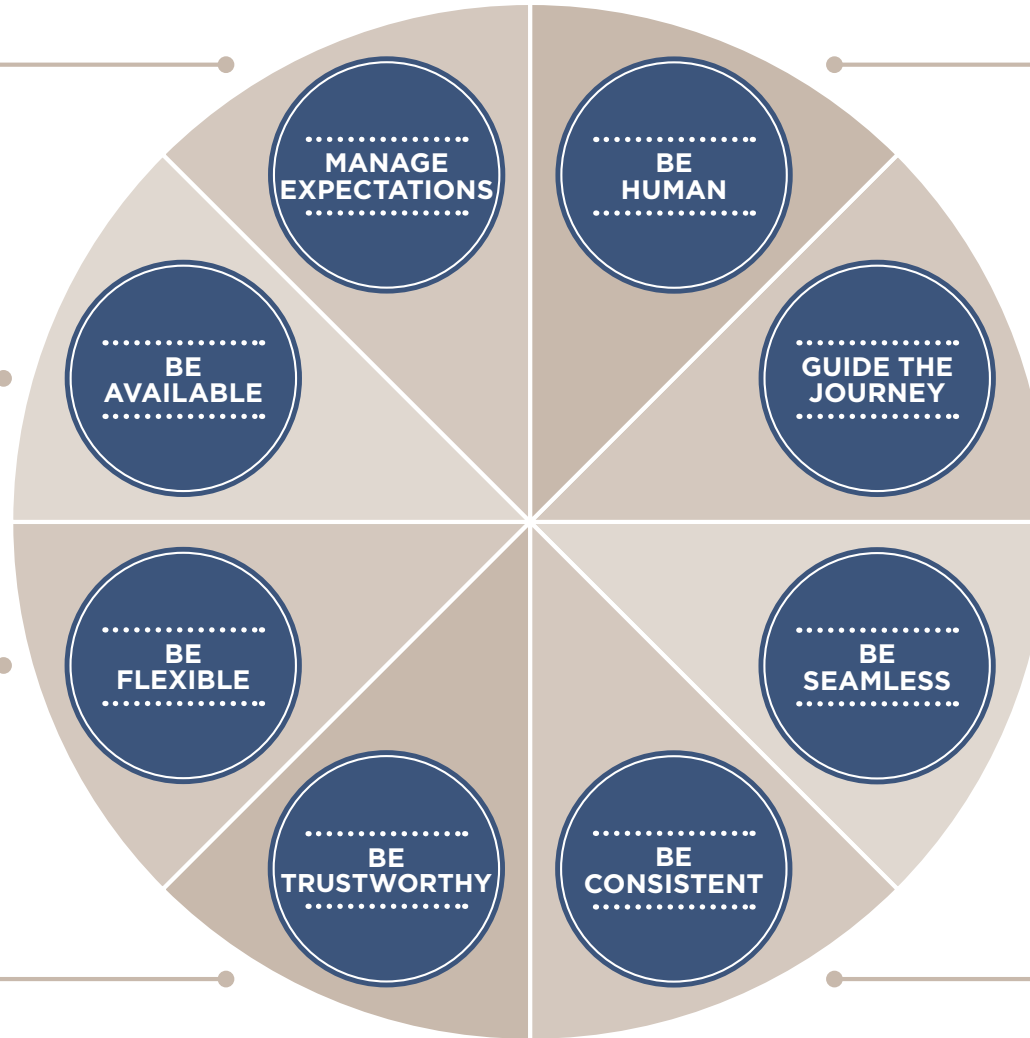 MANAGE
EXPECTATIONS
BE
HUMAN
BE
AVAILABLE
GUIDE THE
JOURNEY
BE
FLEXIBLE
BE
SEAMLESS
BE
TRUSTWORTHY
BE
CONSISTENT